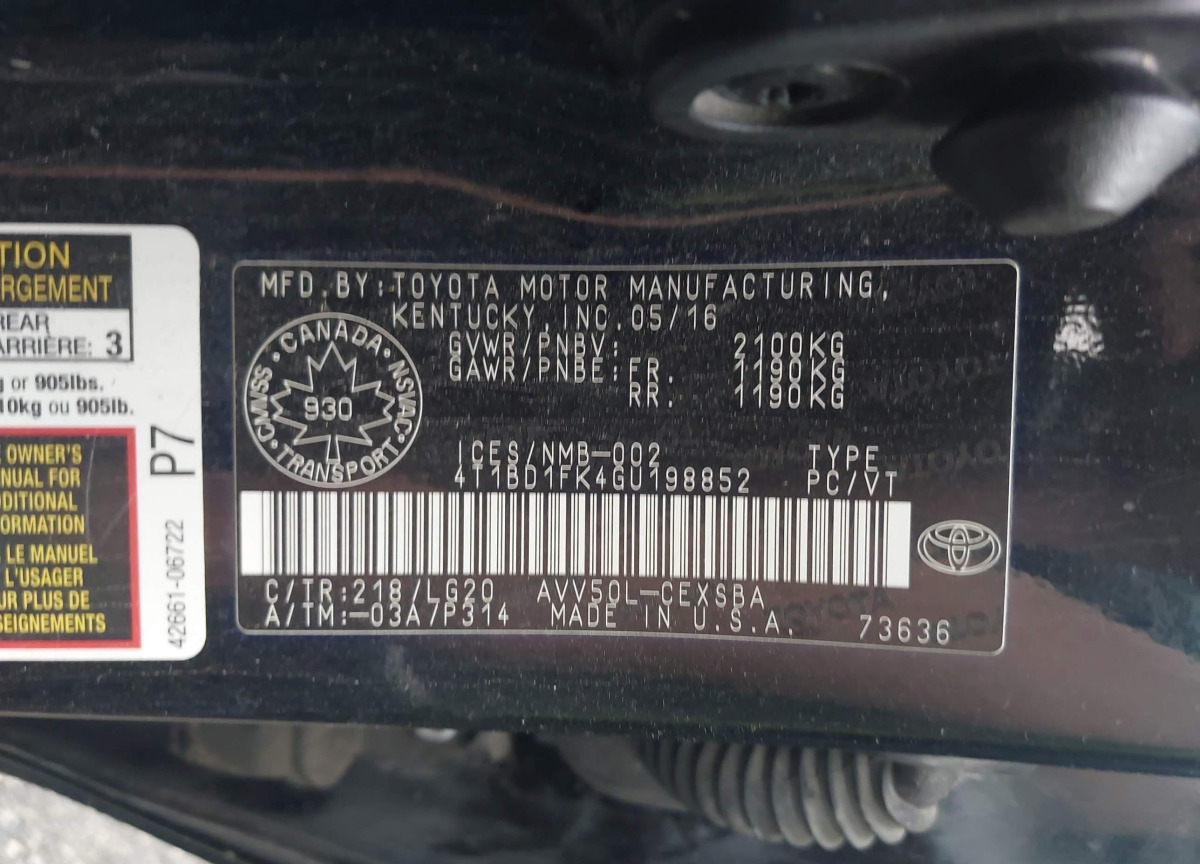 TION
RGEMENT
REAR
ARRIÈRE: 3
g or 905lbs.
10kg ou 905lb.
OWNER'S
NUAL FOR
DDITIONAL
FORMATION
LE MANUEL
L'USAGER
UR PLUS DE
SEIGNEMENTS
P7
42661-06722
MFD.BY:TOYOTA MOTOR MANUFACTURING,
KENTUCKY,INC.05/16
GVWR/PNBV: 2100KG
GAWR/PNBE:FR. 1190KG
RR. 1190KG
CANADA
NSVAC
TRANSPORT
CMVSS
930
ICES/NMB-002 TYPE
4T1BD1FK4GU198852 PC/VT
C/TR:218/LG20 AVV50L-CEXSBA
A/TM:-03A7P314 MADE IN U.S.A. 73636